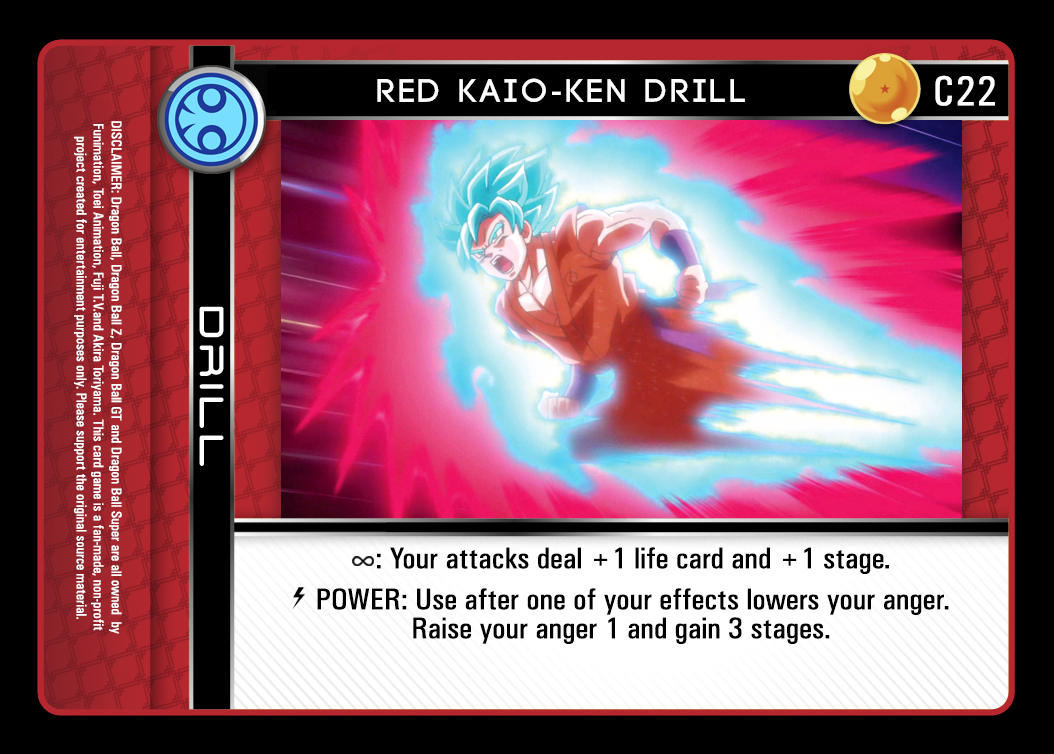 RED KAIO-KEN DRILL
C22
DRILL
∞: Your attacks deal +1 life card and +1 stage.
POWER: Use after one of your effects lowers your anger.
Raise your anger 1 and gain 3 stages.
DISCLAIMER: Dragon Ball, Dragon Ball Z, Dragon Ball GT and Dragon Ball Super are all owned by
Funimation, Toei Animation, Fuji T.V.and Akira Toriyama. This card game is a fan-made, non-profit
project created for entertainment purposes only. Please support the original source material.